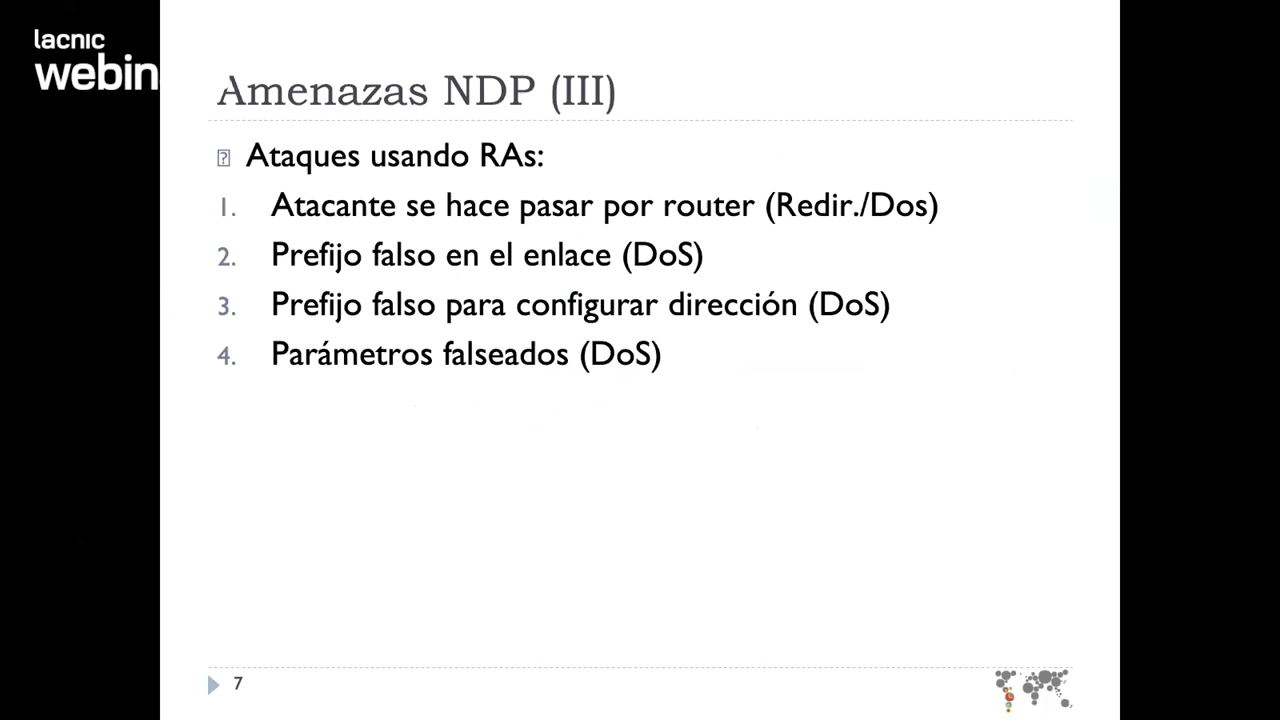 lacnic
webin
Amenazas NDP (III)
Ataques usando RAs:
1. Atacante se hace pasar por router (Redir./Dos)
2. Prefijo falso en el enlace (DoS)
3. Prefijo falso para configurar dirección (DoS)
4. Parámetros falseados (DoS)
7